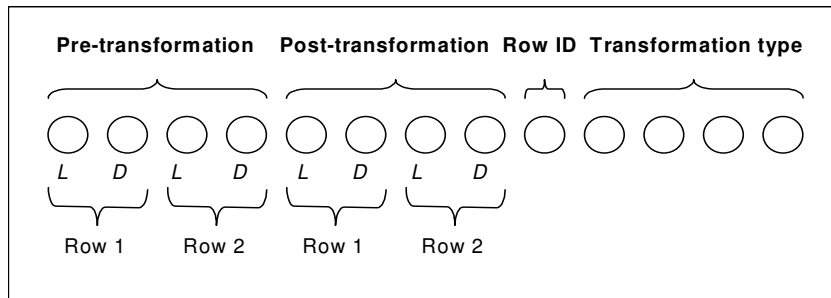 Pre-transformation Post-transformation Row ID Transformation type
L D L D L D L D
Row 1 Row 2 Row 1 Row 2